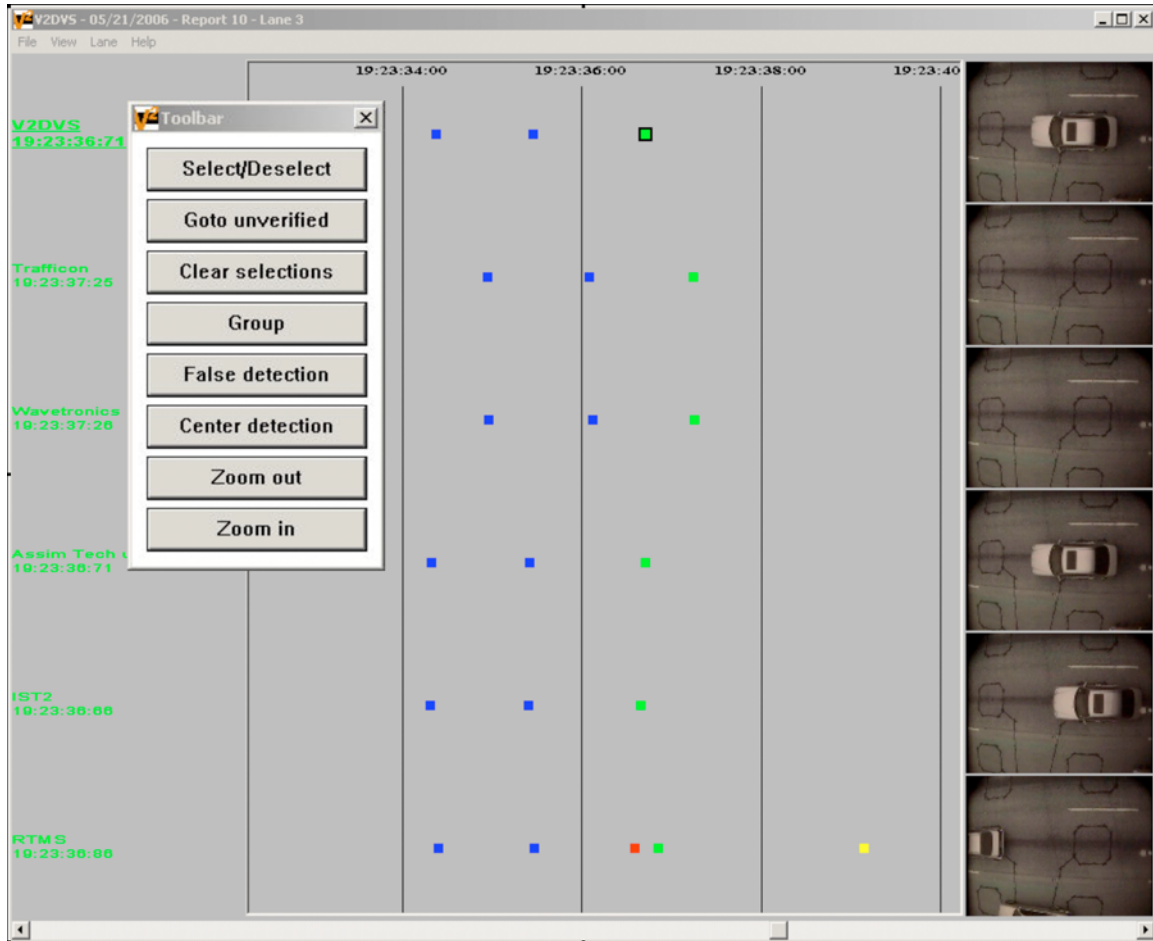 V2DVS - 05/21/2006 - Report 10 - Lane 3
File View Lane Help
19:23:34:00 19:23:36:00 19:23:38:00 19:23:40
V2DVS
19:23:36:71
Toolbar
Select/Deselect
Goto unverified
Clear selections
Group
False detection
Center detection
Zoom out
Zoom in
Trafficon
19:23:37:25
Wavetronics
19:23:37:26
Assim Tech
19:23:36:71
IST2
19:23:36:66
RTMS
19:23:36:86